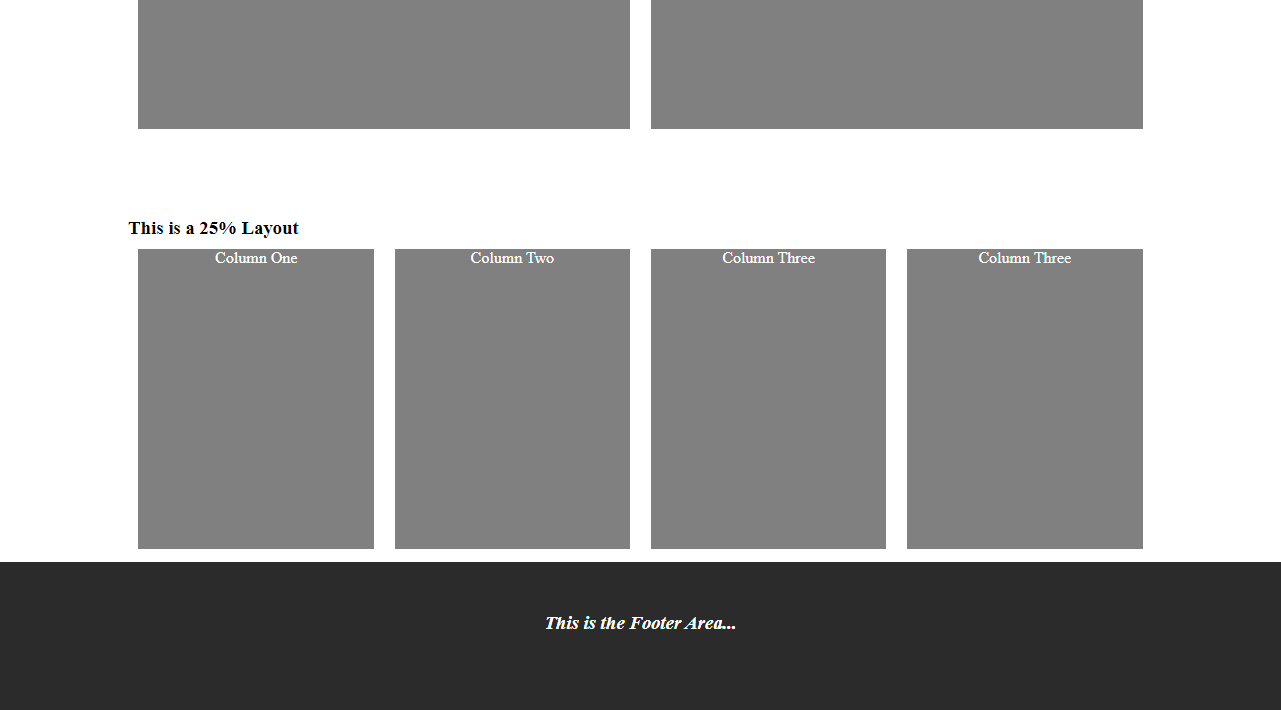 This is a 25% Layout
Column One
Column Two
Column Three
Column Three
This is the Footer Area...